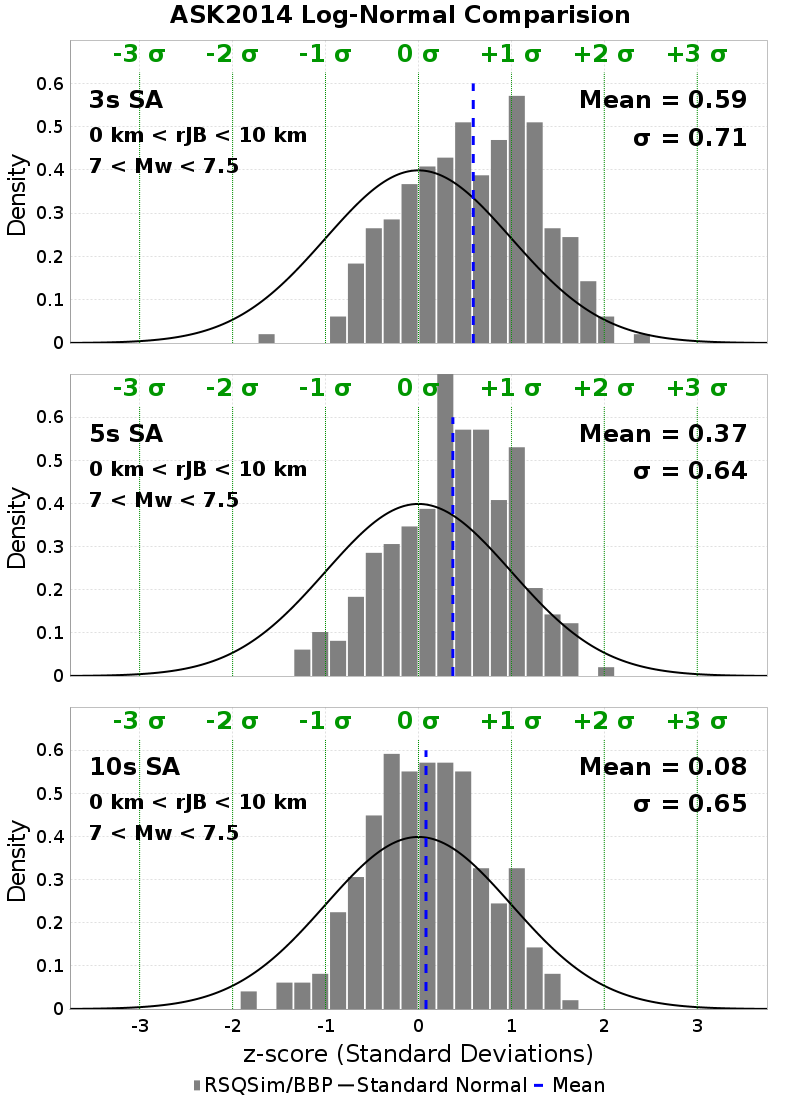 ASK2014 Log-Normal Comparision
-3 σ -2 σ -1 σ 0 σ +1 σ +2 σ +3 σ
0.6
3s SA
Mean = 0.59
0 km < rJB < 10 km
σ = 0.71
7 < Mw < 7.5
0.5
0.4
0.3
0.2
0.1
0
Density
-3 σ -2 σ -1 σ 0 σ +1 σ +2 σ +3 σ
0.6
5s SA
Mean = 0.37
0 km < rJB < 10 km
σ = 0.64
7 < Mw < 7.5
0.5
0.4
0.3
0.2
0.1
0
Density
-3 σ -2 σ -1 σ 0 σ +1 σ +2 σ +3 σ
0.6
10s SA
Mean = 0.08
0 km < rJB < 10 km
σ = 0.65
7 < Mw < 7.5
0.5
0.4
0.3
0.2
0.1
0
Density
-3 -2 -1 0 1 2 3
z-score (Standard Deviations)
RSQSim/BBP Standard Normal Mean